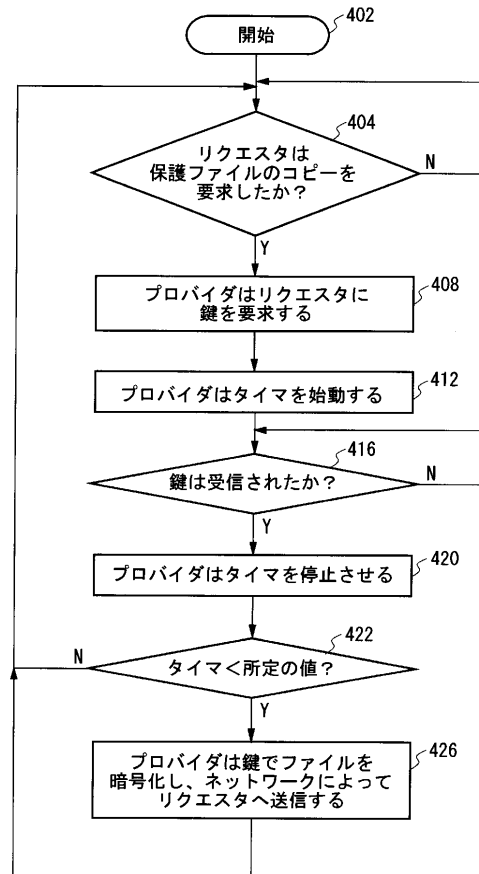 開始
402
404
リクエスタは
保護ファイルのコピーを
要求したか？
N
Y
プロバイダはリクエスタに
鍵を要求する
408
プロバイダはタイマを始動する
412
416
鍵は受信されたか？
N
Y
プロバイダはタイマを停止させる
420
422
タイマ＜所定の値？
N
Y
プロバイダは鍵でファイルを
暗号化し、ネットワークによって
リクエスタへ送信する
426